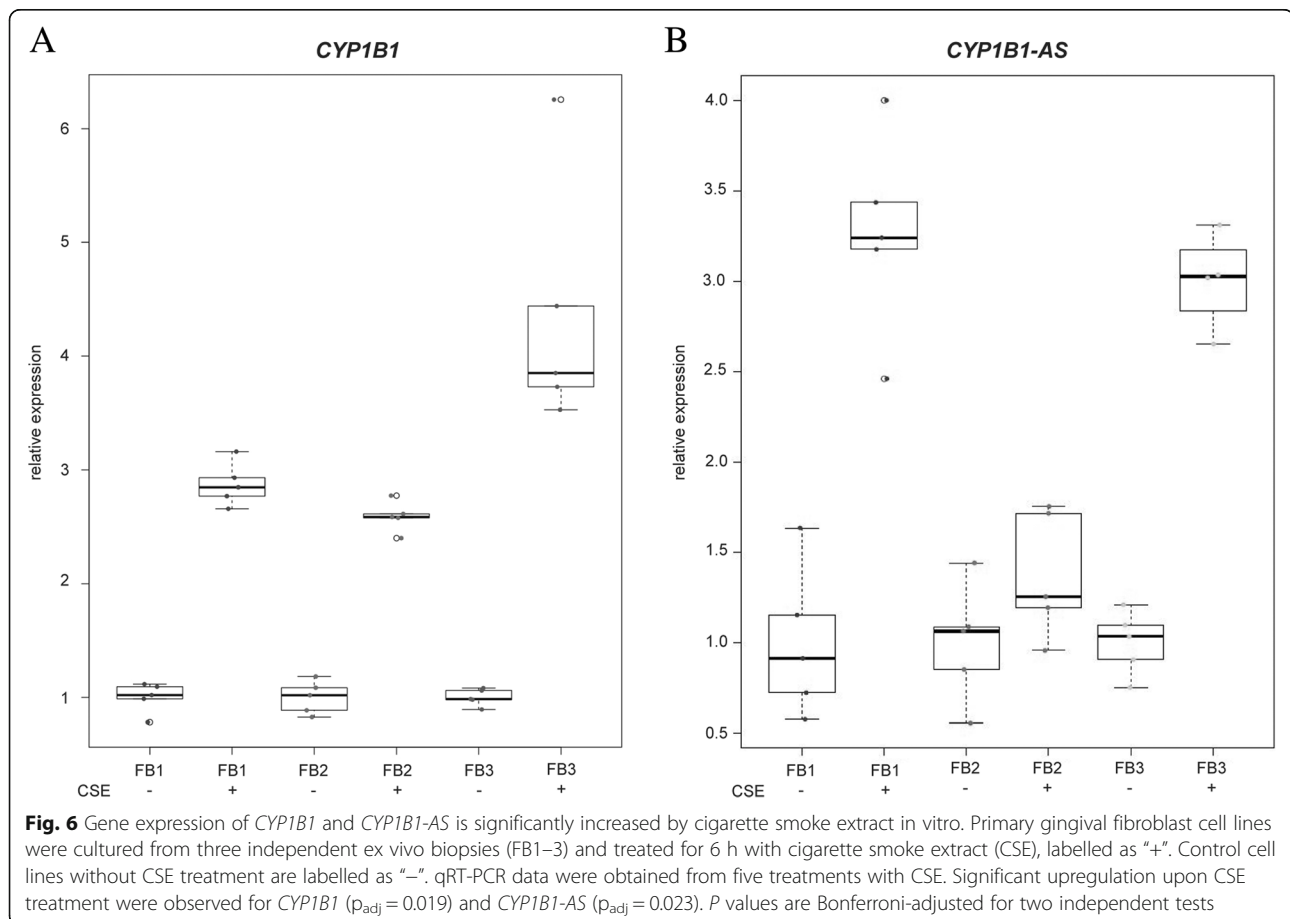 A
CYP1B1
relative expression
6
5
4
3
2
1
FB1 FB1 FB2 FB2 FB3 FB3
CSE - + - + - +
B
CYP1B1-AS
relative expression
4.0
3.5
3.0
2.5
2.0
1.5
1.0
0.5
FB1 FB1 FB2 FB2 FB3 FB3
- + - + - +
Fig. 6 Gene expression of CYP1B1 and CYP1B1-AS is significantly increased by cigarette smoke extract in vitro. Primary gingival fibroblast cell lines
were cultured from three independent ex vivo biopsies (FB1–3) and treated for 6 h with cigarette smoke extract (CSE), labelled as “+”. Control cell
lines without CSE treatment are labelled as “−”. qRT-PCR data were obtained from five treatments with CSE. Significant upregulation upon CSE
treatment were observed for CYP1B1 (padj = 0.019) and CYP1B1-AS (padj = 0.023). P values are Bonferroni-adjusted for two independent tests